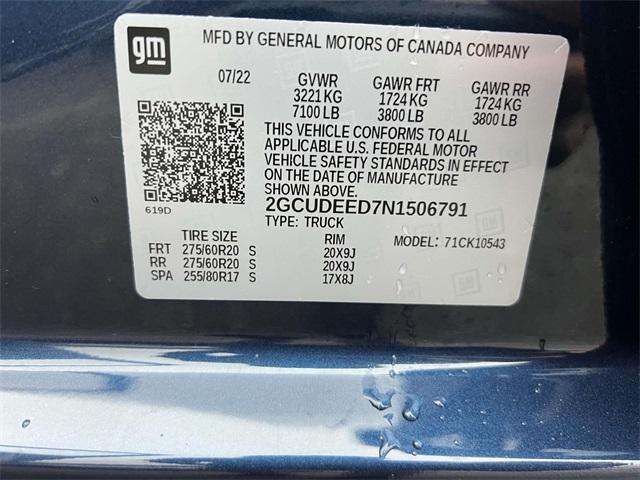 gm
MFD BY GENERAL MOTORS OF CANADA COMPANY
07/22 GVWR GAWR FRT GAWR RR
3221 KG 1724 KG 1724 KG
7100 LB 3800 LB 3800 LB
THIS VEHICLE CONFORMS TO ALL
APPLICABLE U.S. FEDERAL MOTOR
VEHICLE SAFETY STANDARDS IN EFFECT
ON THE DATE OF MANUFACTURE
SHOWN ABOVE.
619D
2GCUDEED7N1506791
TYPE: TRUCK
TIRE SIZE RIM MODEL: 71CK10543
FRT 275/60R20 S 20X9J
RR 275/60R20 S 20X9J
SPA 255/80R17 S 17X8J